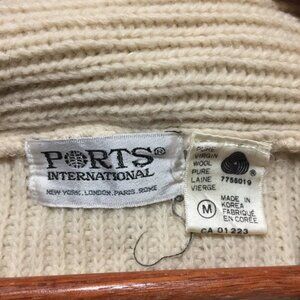 PORTS®
INTERNATIONAL
NEW YORK, LONDON, PARIS, ROME
PURE
VIRGIN
WOOL
PURE
LAINE
VIERGE
®
7756019
M
MADE IN
KOREA
FABRIQUÉ
EN CORÉE
CA 01223